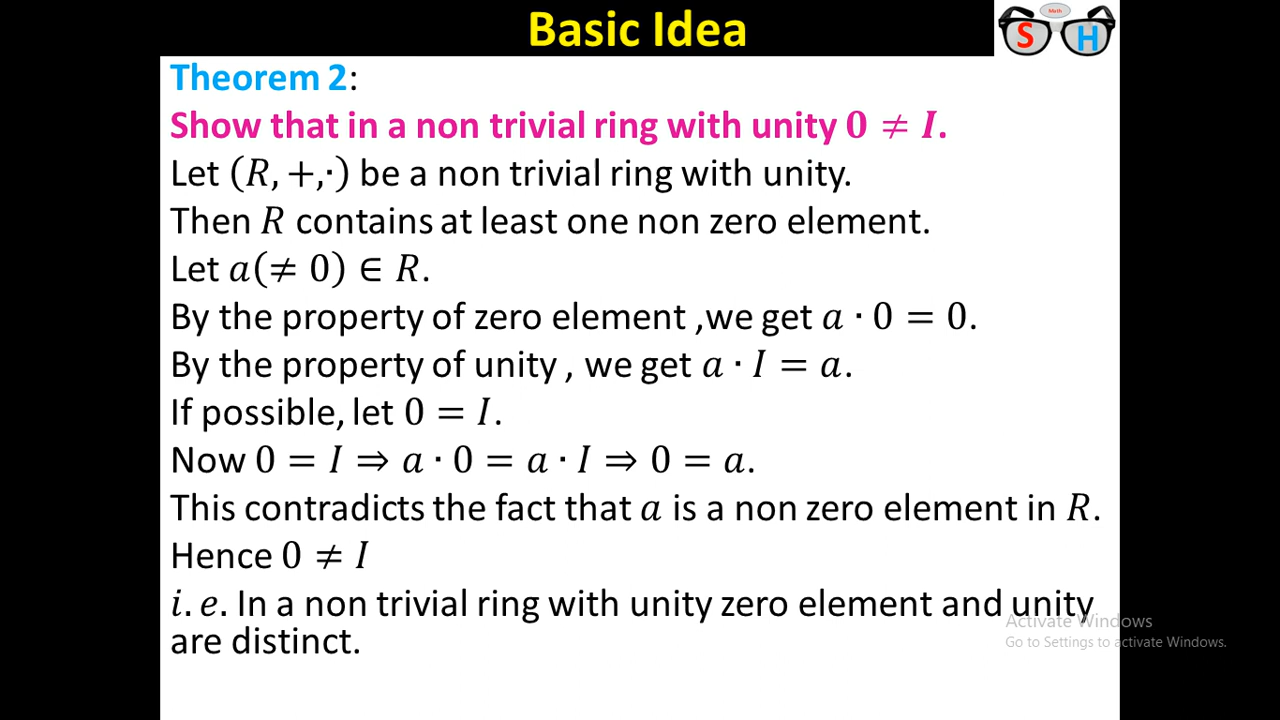 Basic Idea
Math
S H
Theorem 2:
Show that in a non trivial ring with unity 0 ≠ I.
Let (R, +,·) be a non trivial ring with unity.
Then R contains at least one non zero element.
Let a(≠ 0) ∈ R.
By the property of zero element ,we get a · 0 = 0.
By the property of unity , we get a · I = a.
If possible, let 0 = I.
Now 0 = I ⇒ a · 0 = a · I ⇒ 0 = a.
This contradicts the fact that a is a non zero element in R.
Hence 0 ≠ I
i. e. In a non trivial ring with unity zero element and unity
are distinct.
Activate Windows
Go to Settings to activate Windows.